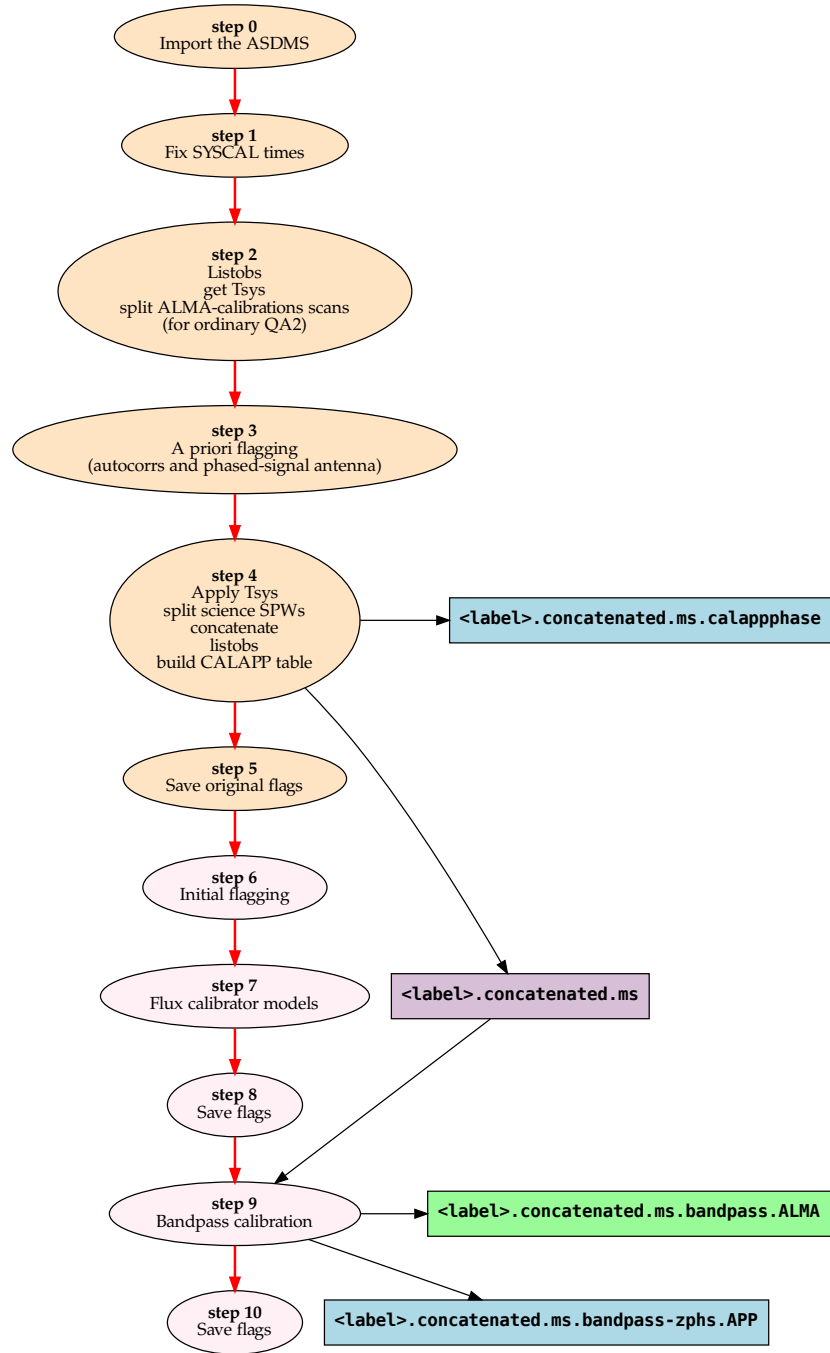 step 0
Import the ASDMS
step 1
Fix SYSCAL times
step 2
Listobs
get Tsys
split ALMA-calibrations scans
(for ordinary QA2)
step 3
A priori flagging
(autocorrs and phased-signal antenna)
step 4
Apply Tsys
split science SPWs
concatenate
listobs
build CALAPP table
<label>.concatenated.ms.calappphase
step 5
Save original flags
step 6
Initial flagging
step 7
Flux calibrator models
<label>.concatenated.ms
step 8
Save flags
step 9
Bandpass calibration
<label>.concatenated.ms.bandpass.ALMA
step 10
Save flags
<label>.concatenated.ms.bandpass-zphs.APP